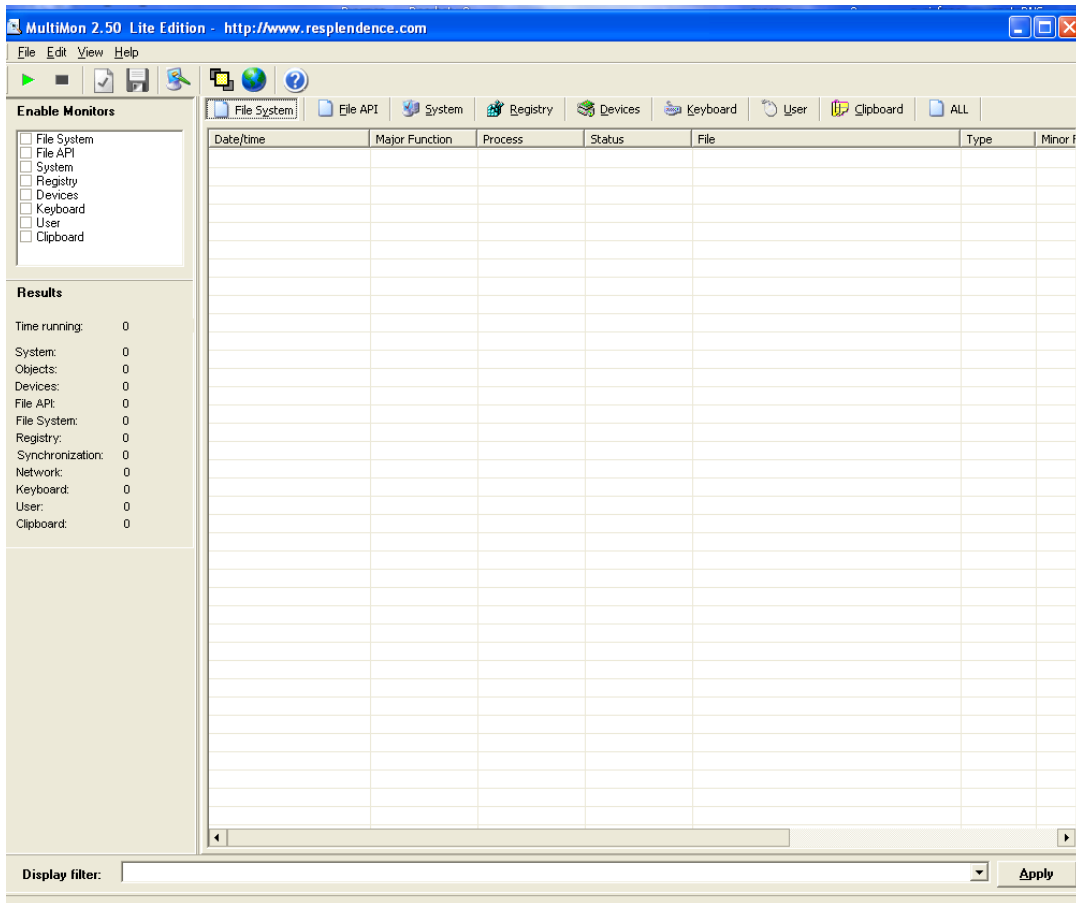 MultiMon 2.50 Lite Edition - http://www.resplendence.com
File Edit View Help
Enable Monitors
File System File API System Registry Devices Keyboard User Clipboard ALL
File System
File API
System
Registry
Devices
Keyboard
User
Clipboard
Date/time Major Function Process Status File Type Minor
Results
Time running: 0
System: 0
Objects: 0
Devices: 0
File API: 0
File System: 0
Registry: 0
Synchronization: 0
Network: 0
Keyboard: 0
User: 0
Clipboard: 0
Display filter: Apply